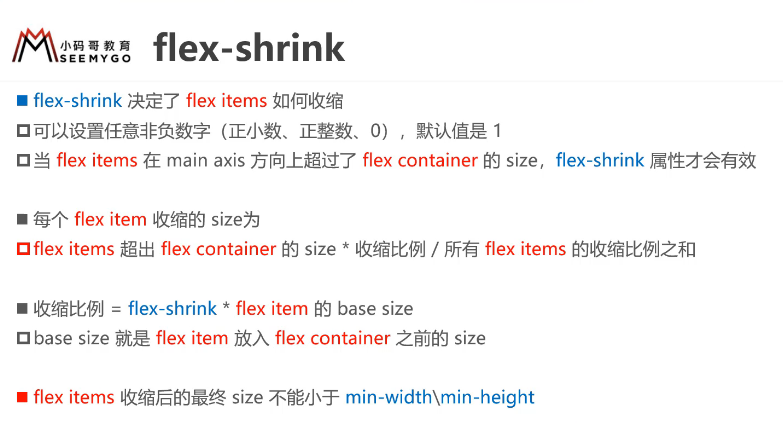 小码哥教育
SEEMYGO
flex-shrink
flex-shrink 决定了 flex items 如何收缩
可以设置任意非负数字（正小数、正整数、0），默认值是 1
当 flex items 在 main axis 方向上超过了 flex container 的 size，flex-shrink 属性才会有效
每个 flex item 收缩的 size为
flex items 超出 flex container 的 size * 收缩比例 / 所有 flex items 的收缩比例之和
收缩比例 = flex-shrink * flex item 的 base size
base size 就是 flex item 放入 flex container 之前的 size
flex items 收缩后的最终 size 不能小于 min-width\min-height